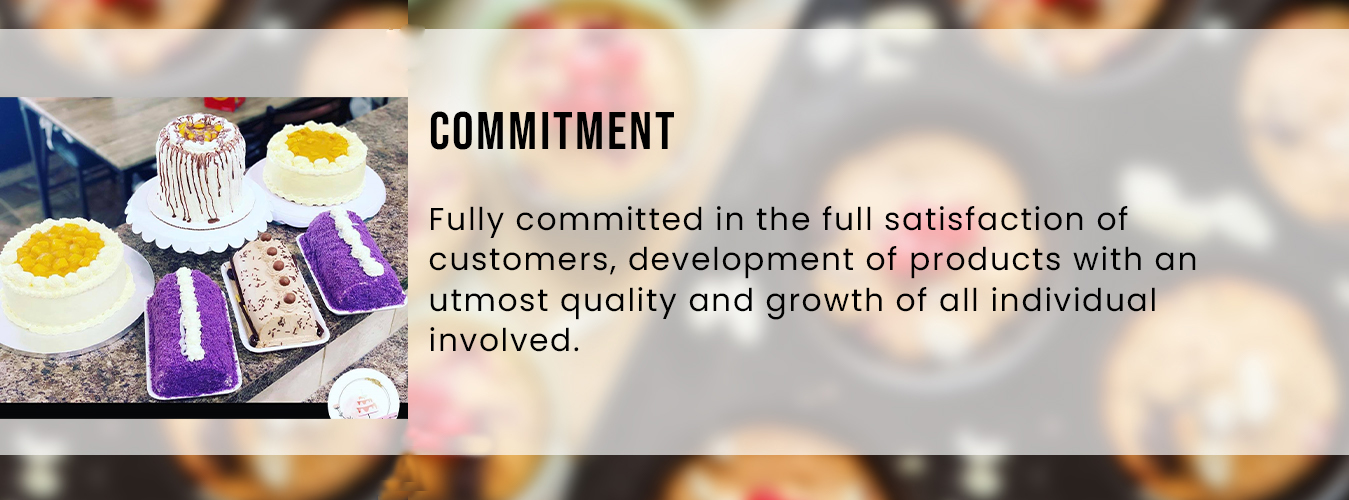 COMMITMENT
Fully committed in the full satisfaction of
customers, development of products with an
utmost quality and growth of all individual
involved.